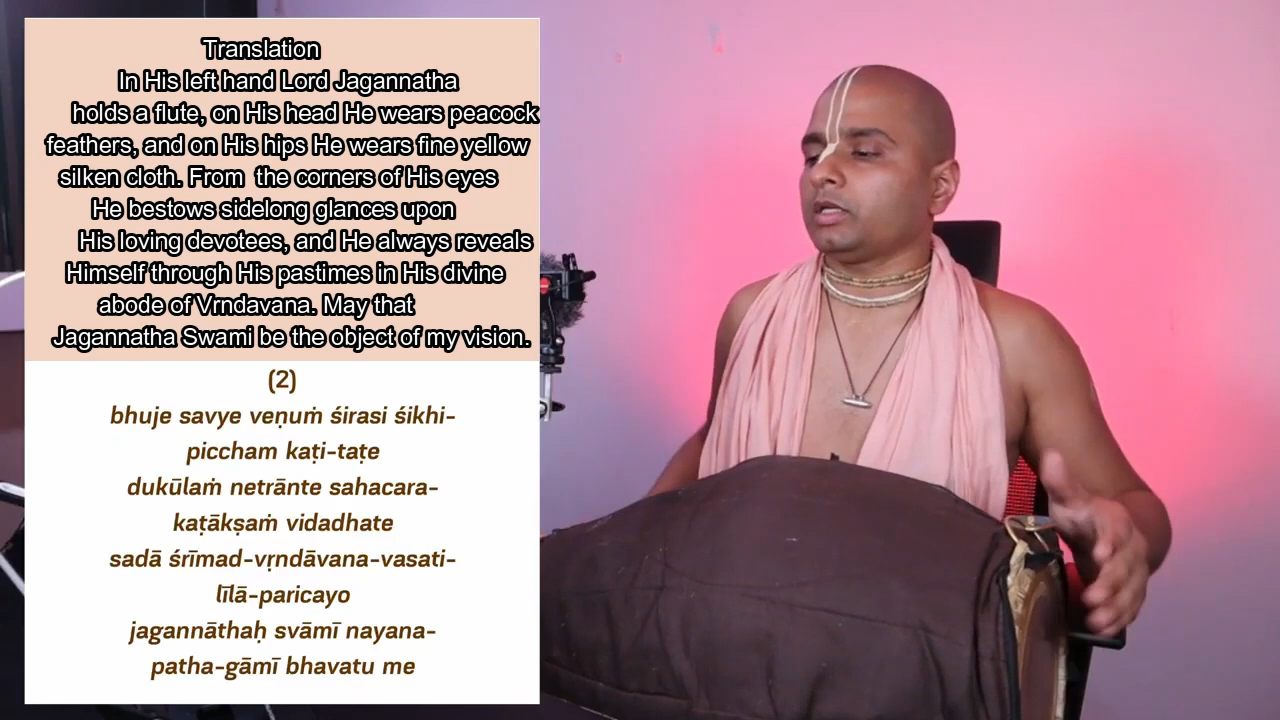 Translation
In His left hand Lord Jagannatha
holds a flute, on His head He wears peacock
feathers, and on His hips He wears fine yellow
silken cloth. From the corners of His eyes
He bestows sidelong glances upon
His loving devotees, and He always reveals
Himself through His pastimes in His divine
abode of Vrndavana. May that
Jagannatha Swami be the object of my vision.
(2)
bhuje savye veṇuṁ śirasi śikhi-
piccham kaṭi-taṭe
dukūlaṁ netrānte sahacara-
kaṭākṣaṁ vidadhate
sadā śrīmad-vṛndāvana-vasati-
līlā-paricayo
jagannāthaḥ svāmī nayana-
patha-gāmī bhavatu me